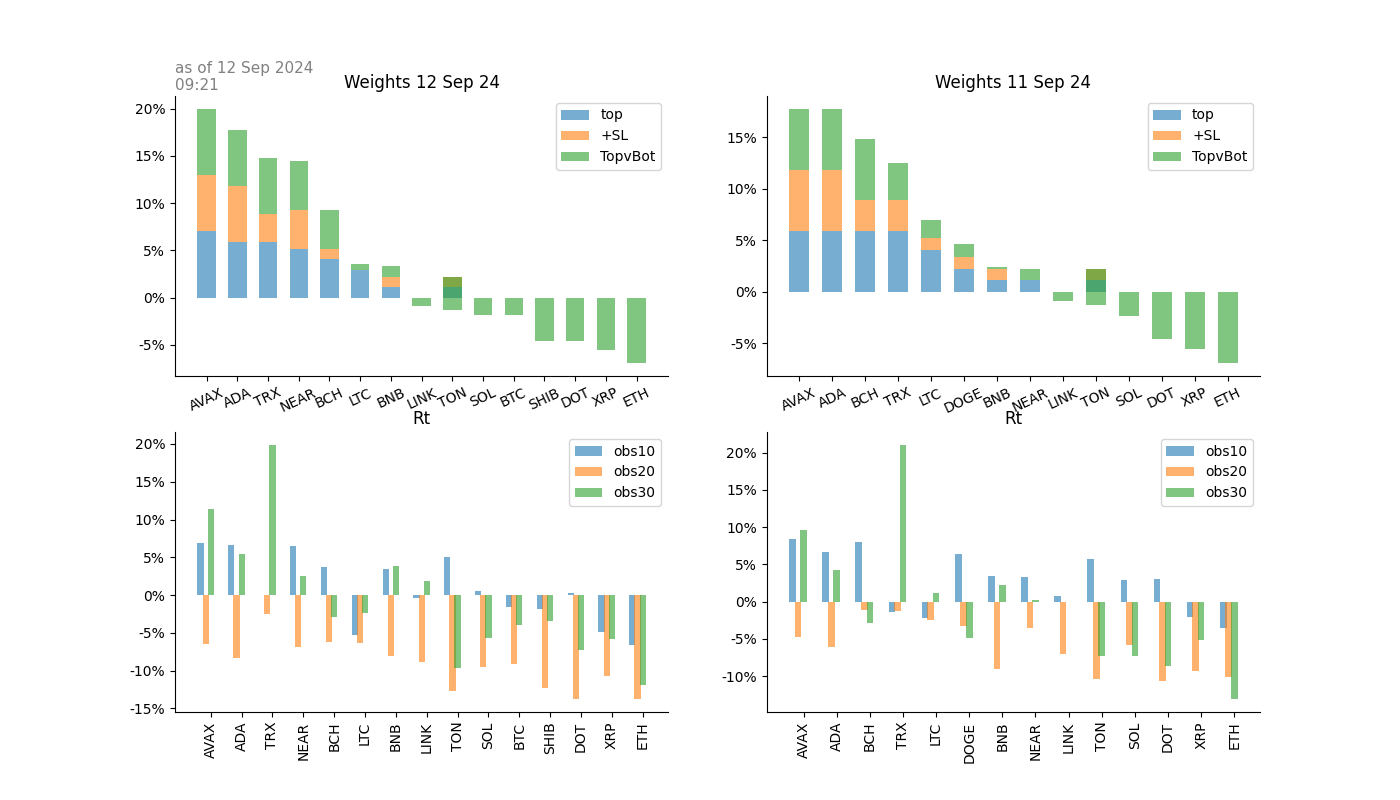 as of 12 Sep 2024
09:21
Weights 12 Sep 24
20%
15%
10%
5%
0%
-5%
top
+SL
TopvBot
AVAX ADA TRX NEAR BCH LTC BNB LINK TON SOL BTC SHIB DOT XRP ETH
Weights 11 Sep 24
15%
10%
5%
0%
-5%
top
+SL
TopvBot
AVAX ADA BCH TRX LTC DOGE BNB NEAR LINK TON SOL DOT XRP ETH
Rt
20%
15%
10%
5%
0%
-5%
-10%
-15%
obs10
obs20
obs30
AVAX ADA TRX NEAR BCH LTC BNB LINK TON SOL BTC SHIB DOT XRP ETH
Rt
20%
15%
10%
5%
0%
-5%
-10%
obs10
obs20
obs30
AVAX ADA BCH TRX LTC DOGE BNB NEAR LINK TON SOL DOT XRP ETH